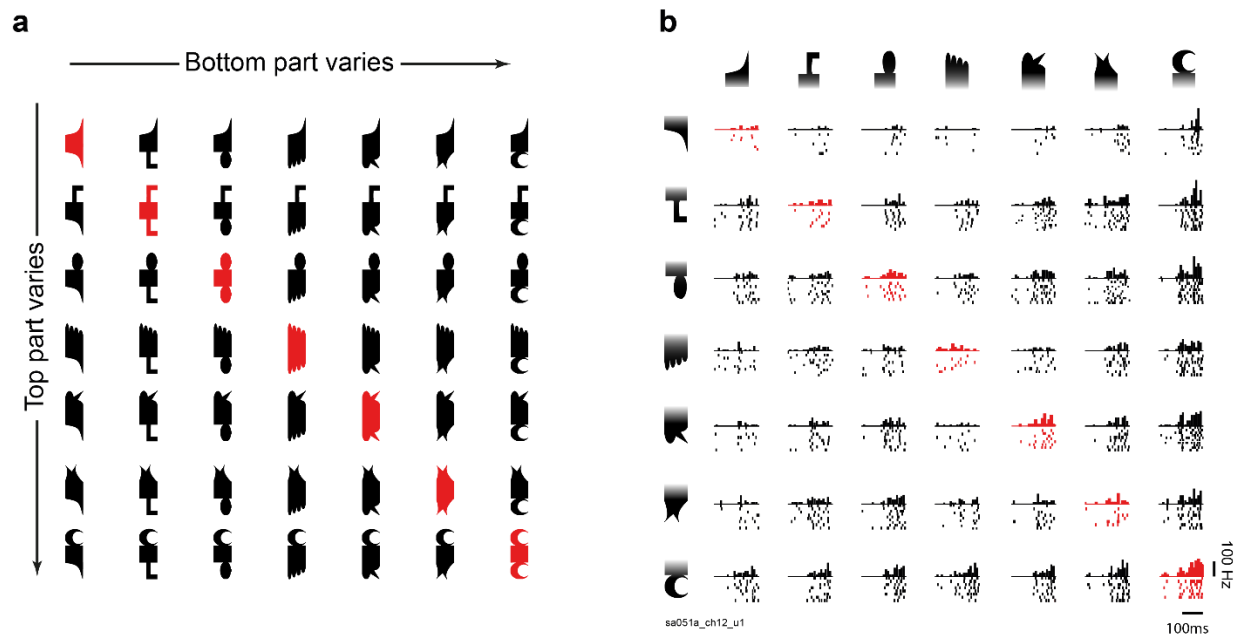 a
Bottom part varies
Top part varies
b
100 Hz
sa051a_ch12_u1
100ms